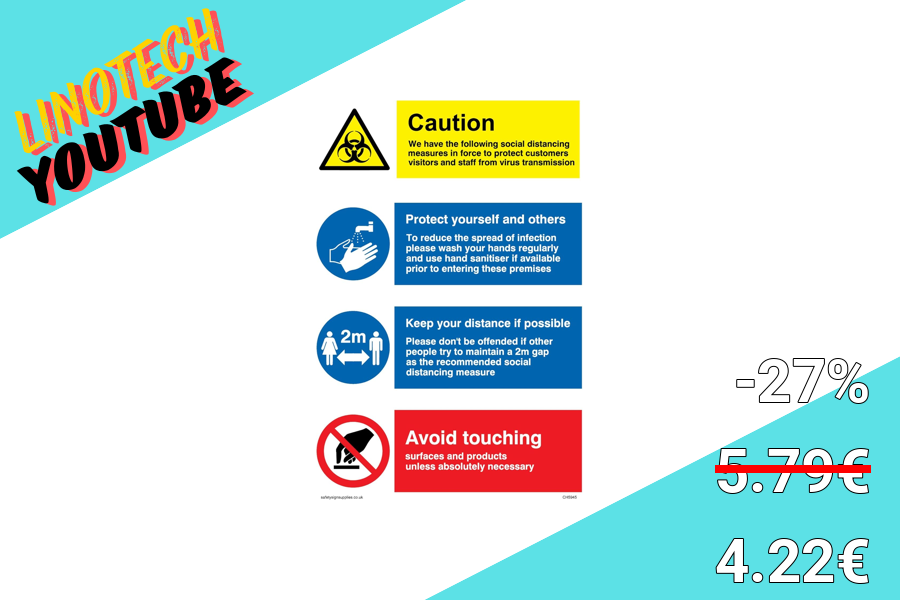 LINOTECH
YOUTUBE
Caution
We have the following social distancing
measures in force to protect customers
visitors and staff from virus transmission
Protect yourself and others
To reduce the spread of infection
please wash your hands regularly
and use hand sanitiser if available
prior to entering these premises
2m
Keep your distance if possible
Please don't be offended if other
people try to maintain a 2m gap
as the recommended social
distancing measure
Avoid touching
surfaces and products
unless absolutely necessary
safetysignsupplies.co.uk
-27%
5.79€
4.22€